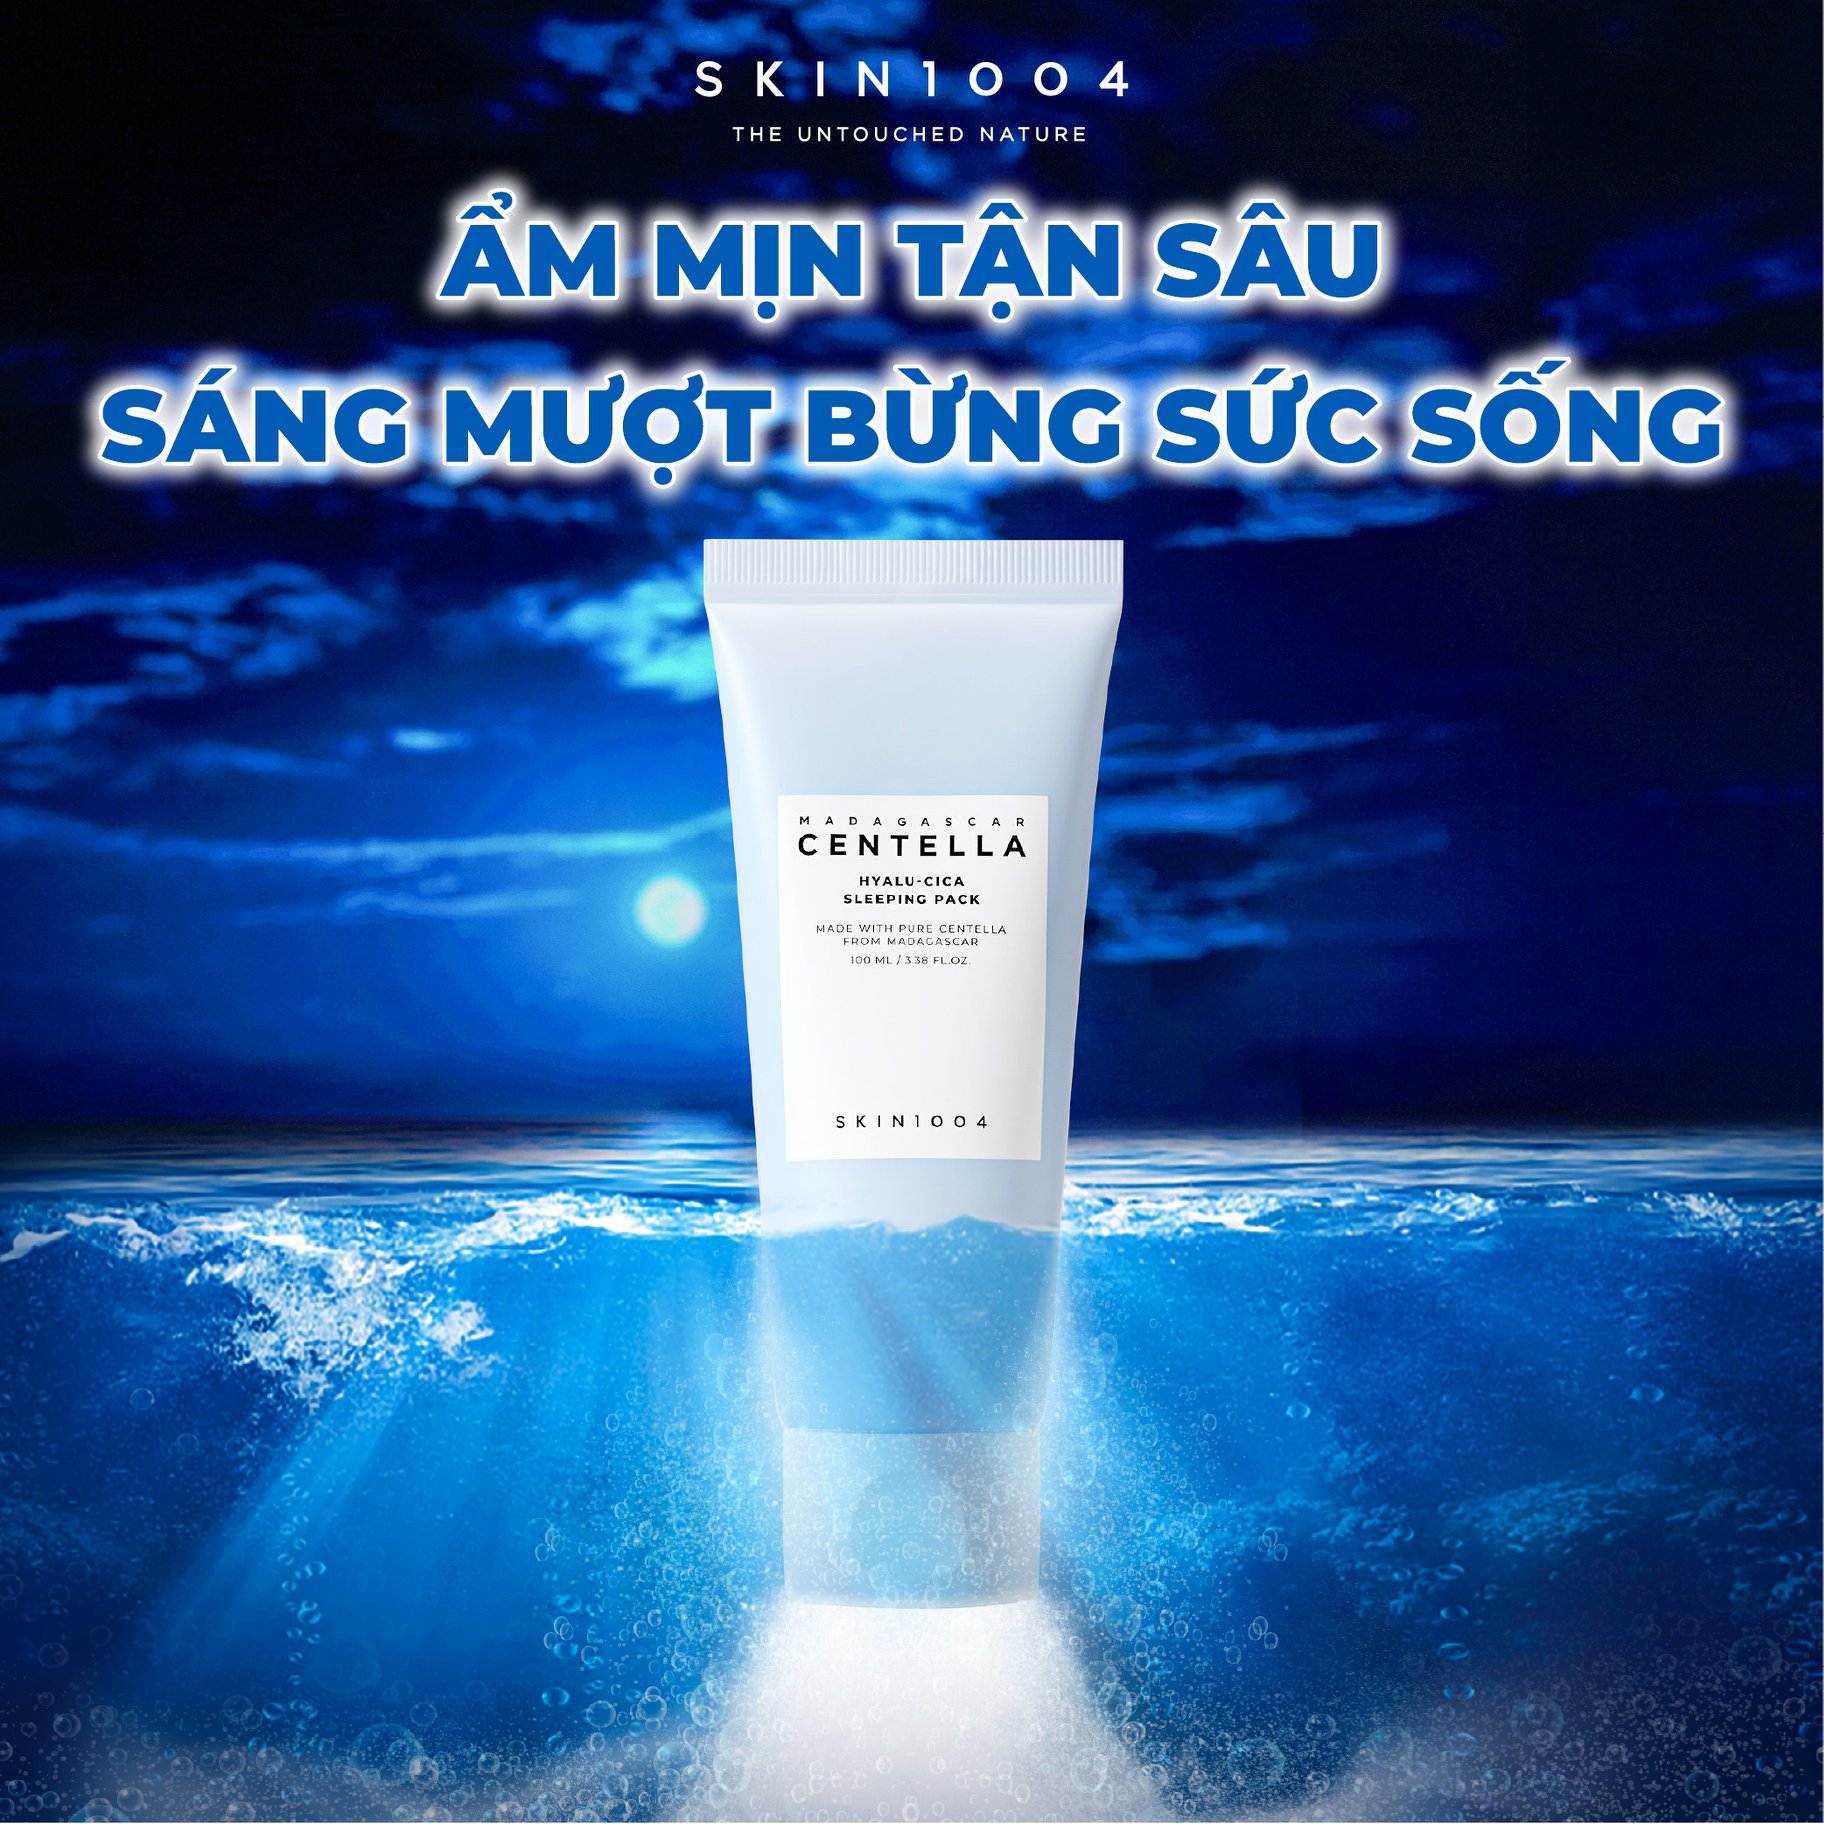 SKIN1004
THE UNTOUCHED NATURE
ẨM MỊN TẬN SÂU
SÁNG MƯỢT BỪNG SỨC SỐNG
MADAGASCAR
CENTELLA
HYALU-CICA
SLEEPING PACK
MADE WITH PURE CENTELLA
FROM MADAGASCAR
100 ML / 3.38 FL.OZ.
SKIN1004